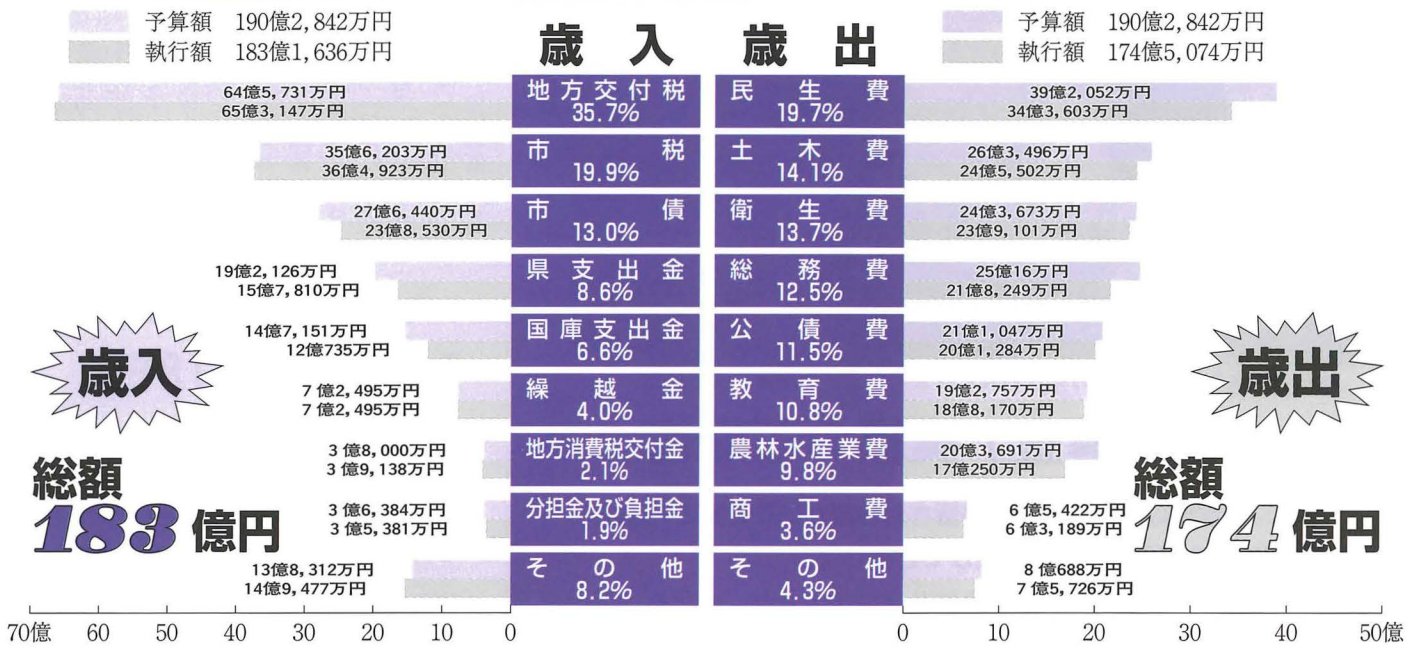 予算額 190億2,842万円
執行額 183億1,636万円
歳入 歳出
予算額 190億2,842万円
執行額 174億5,074万円
64億5,731万円
65億3,147万円
地方交付税
35.7%
民生費
19.7%
39億2,052万円
34億3,603万円
35億6,203万円
36億4,923万円
市税
19.9%
土木費
14.1%
26億3,496万円
24億5,502万円
27億6,440万円
23億8,530万円
市債
13.0%
衛生費
13.7%
24億3,673万円
23億9,101万円
19億2,126万円
15億7,810万円
県支出金
8.6%
総務費
12.5%
25億16万円
21億8,249万円
14億7,151万円
12億735万円
国庫支出金
6.6%
公債費
11.5%
21億1,047万円
20億1,284万円
7億2,495万円
7億2,495万円
繰越金
4.0%
教育費
10.8%
19億2,757万円
18億8,170万円
3億8,000万円
3億9,138万円
地方消費税交付金
2.1%
農林水産業費
9.8%
20億3,691万円
17億250万円
3億6,384万円
3億5,381万円
分担金及び負担金
1.9%
商工費
3.6%
6億5,422万円
6億3,189万円
13億8,312万円
14億9,477万円
その他
8.2%
その他
4.3%
8億688万円
7億5,726万円
歳入
総額
183億円
歳出
総額
174億円
70億 60 50 40 30 20 10 0
0 10 20 30 40 50億